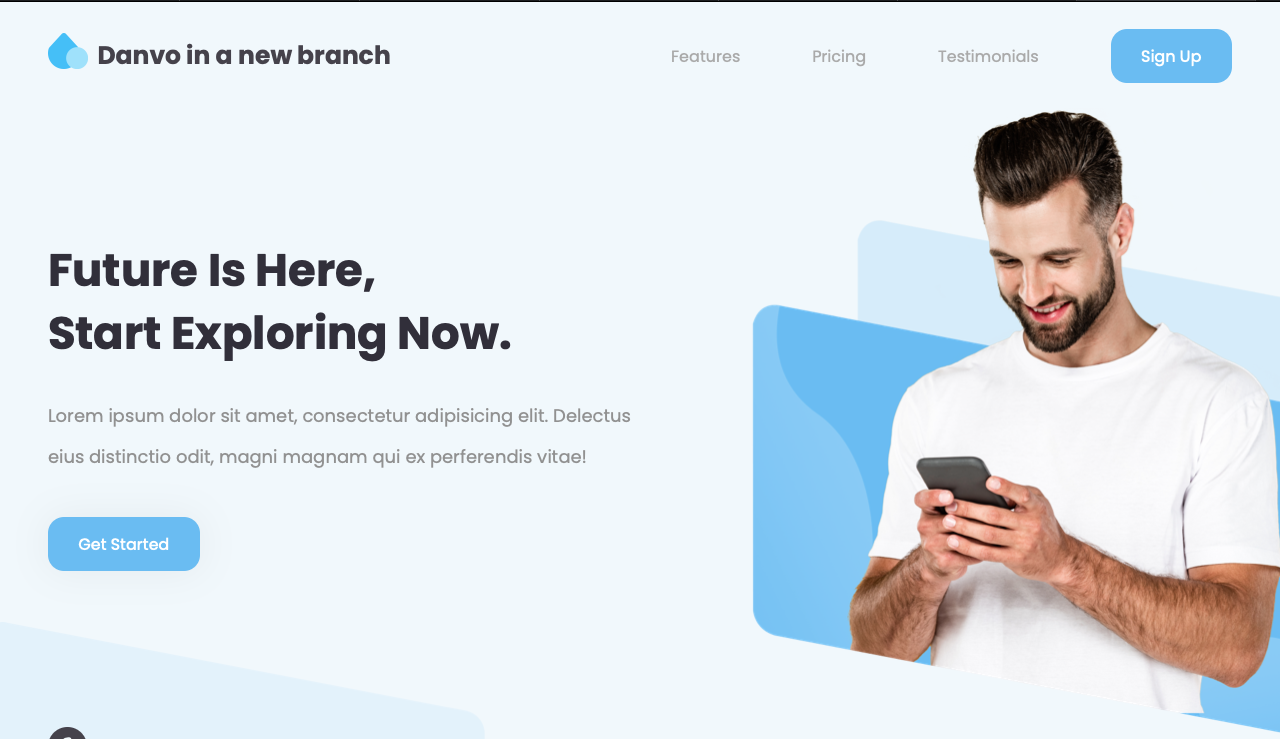 Danvo in a new branch
Features
Pricing
Testimonials
Sign Up
Future Is Here,
Start Exploring Now.
Lorem ipsum dolor sit amet, consectetur adipisicing elit. Delectus
eius distinctio odit, magni magnam qui ex perferendis vitae!
Get Started